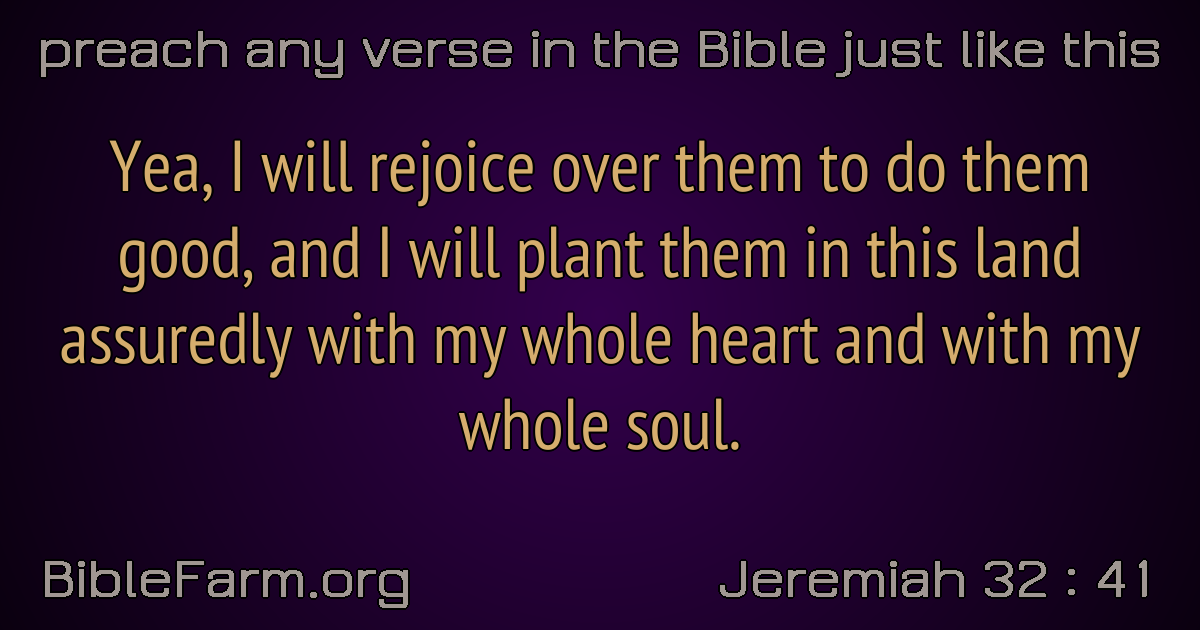 preach any verse in the Bible just like this
Yea, I will rejoice over them to do them
good, and I will plant them in this land
assuredly with my whole heart and with my
whole soul.
BibleFarm.org
Jeremiah 32 : 41